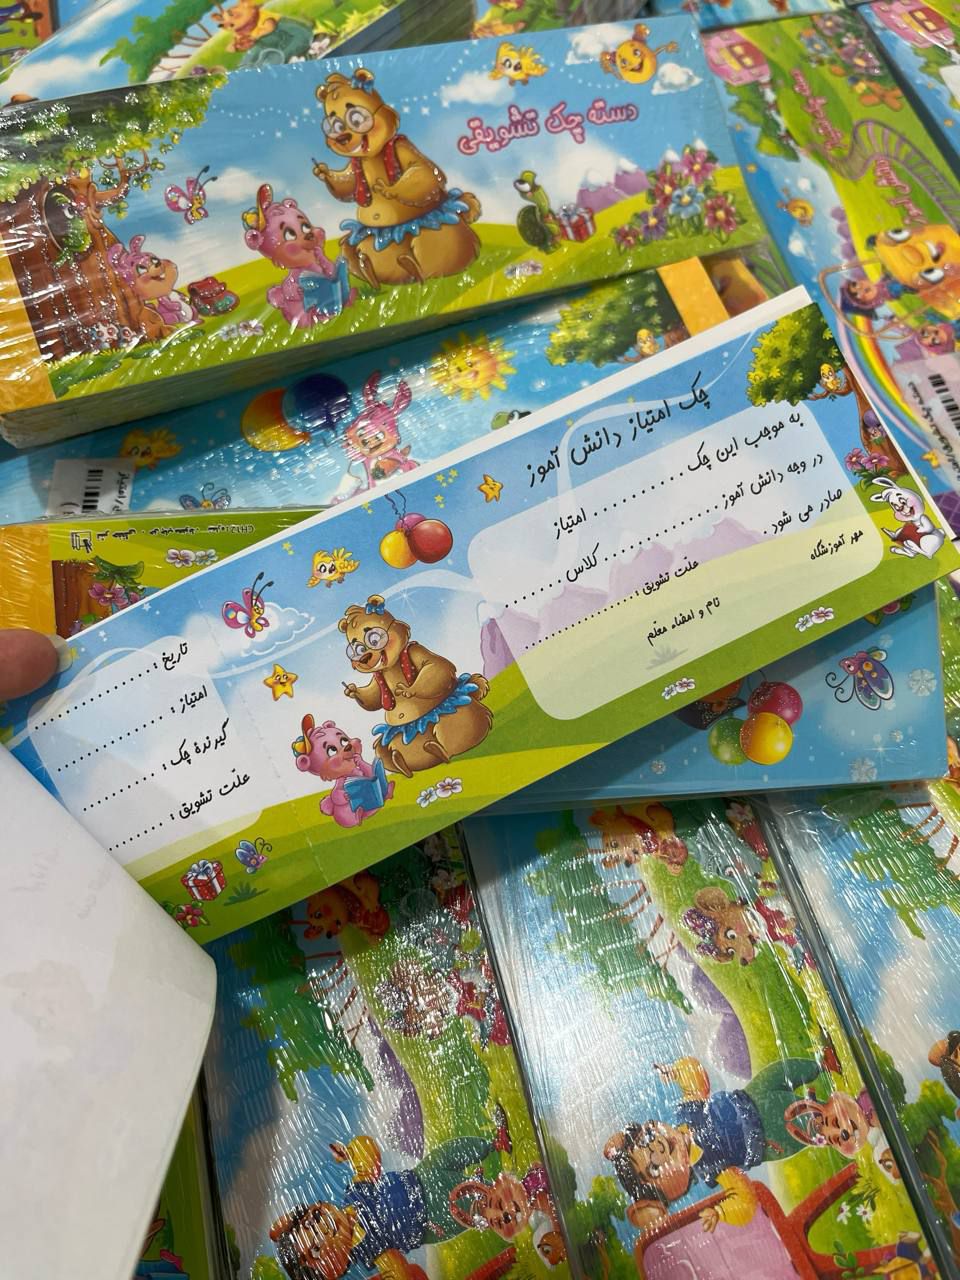 دسته چک تشویقی
چک امتیاز دانش آموز
به موجب این چک .......... امتیاز
در وجه دانش آموز ............... کلاس ..........
صادر می شود.
علت تشویق : ....................
مهر آموزشگاه
نام و امضاء معلم
تاریخ : ..............
امتیاز : ..............
گیرندهٔ چک : ..........
علت تشویق : .......